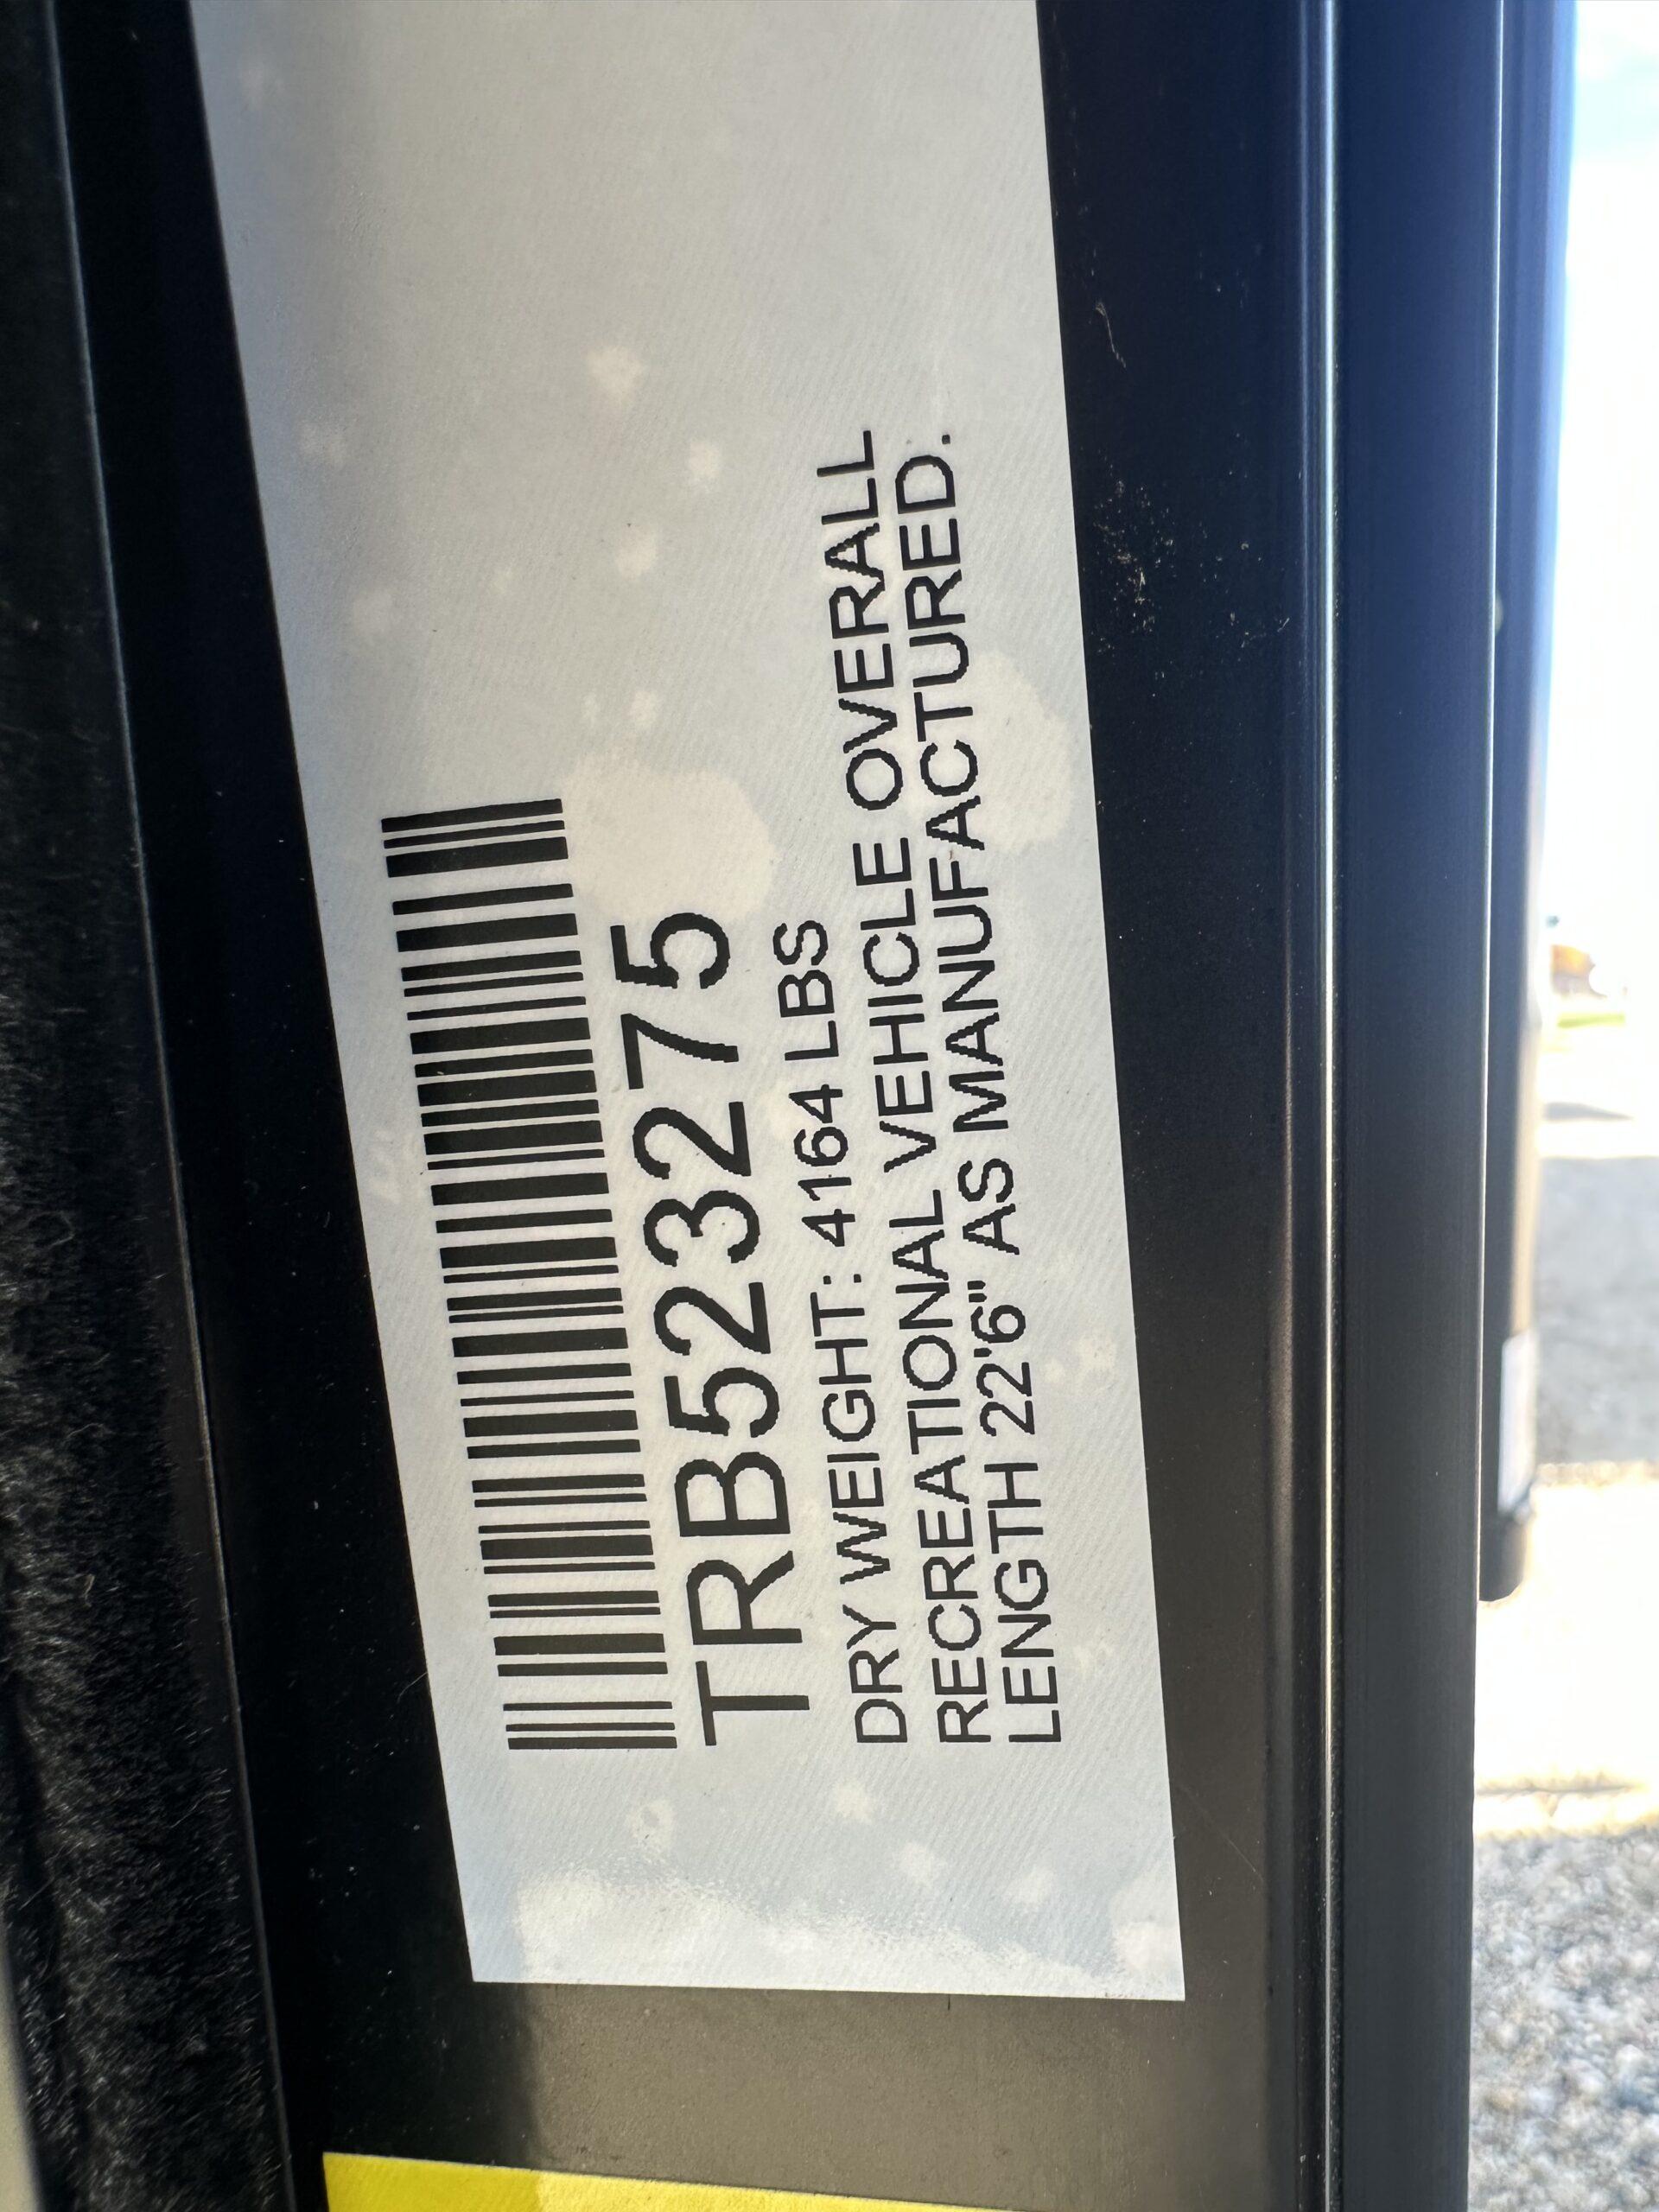 TRB523275
DRY WEIGHT: 4164 LBS
RECREATIONAL VEHICLE OVERALL
LENGTH 22'6" AS MANUFACTURED.